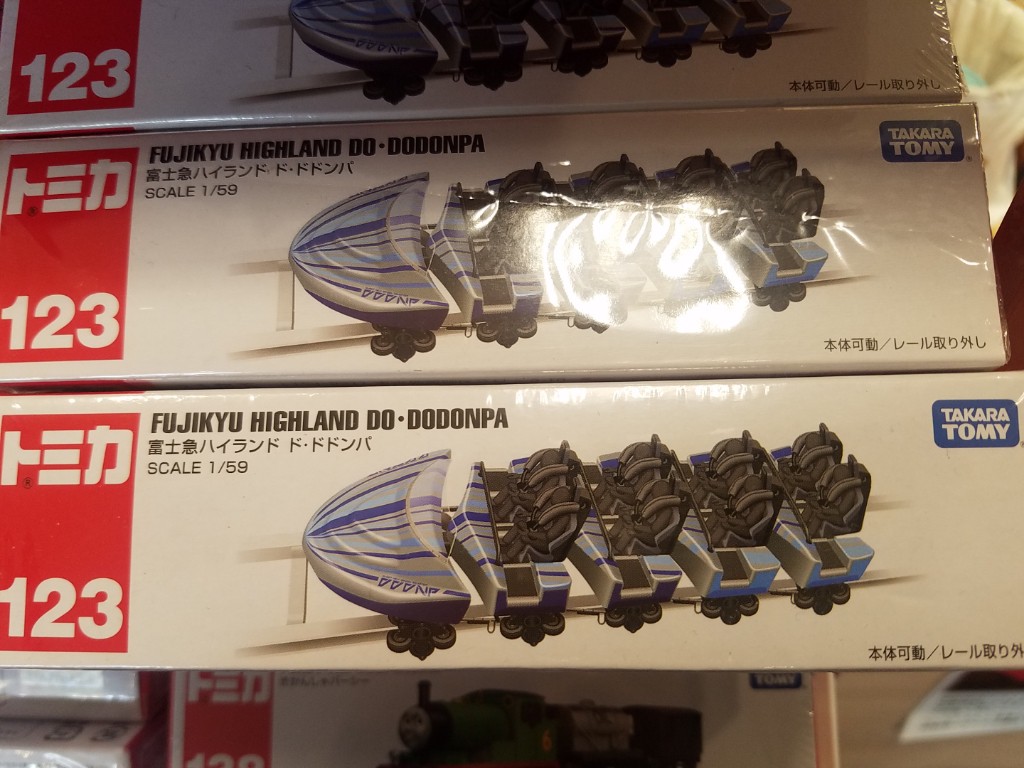 123
本体可動/レール取り外し
トミカ
FUJIKYU HIGHLAND DO・DODONPA
富士急ハイランド ド・ドドンパ
SCALE 1/59
TAKARA TOMY
123
本体可動/レール取り外し
トミカ
FUJIKYU HIGHLAND DO・DODONPA
富士急ハイランド ド・ドドンパ
SCALE 1/59
TAKARA TOMY
123
本体可動/レール取り外
トミカ
TOMY
6